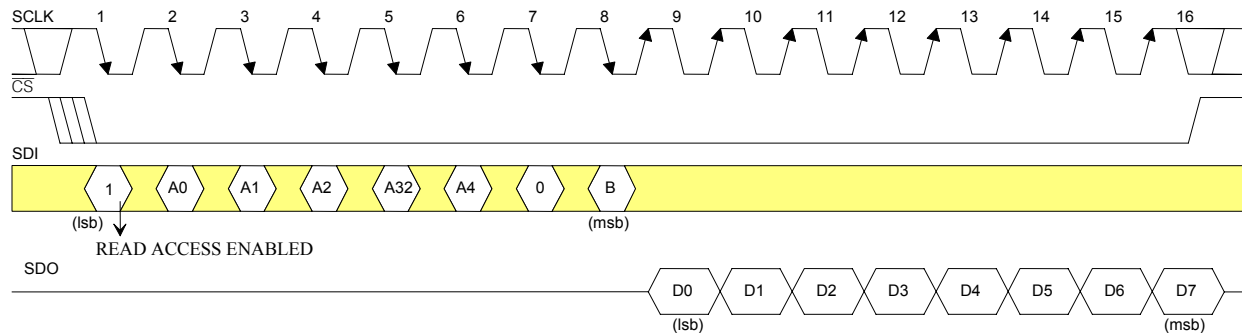 SCLK 1 2 3 4 5 6 7 8 9 10 11 12 13 14 15 16
CS
SDI
1 A0 A1 A2 A32 A4 0 B
(lsb) (msb)
READ ACCESS ENABLED
SDO
D0 D1 D2 D3 D4 D5 D6 D7
(lsb) (msb)